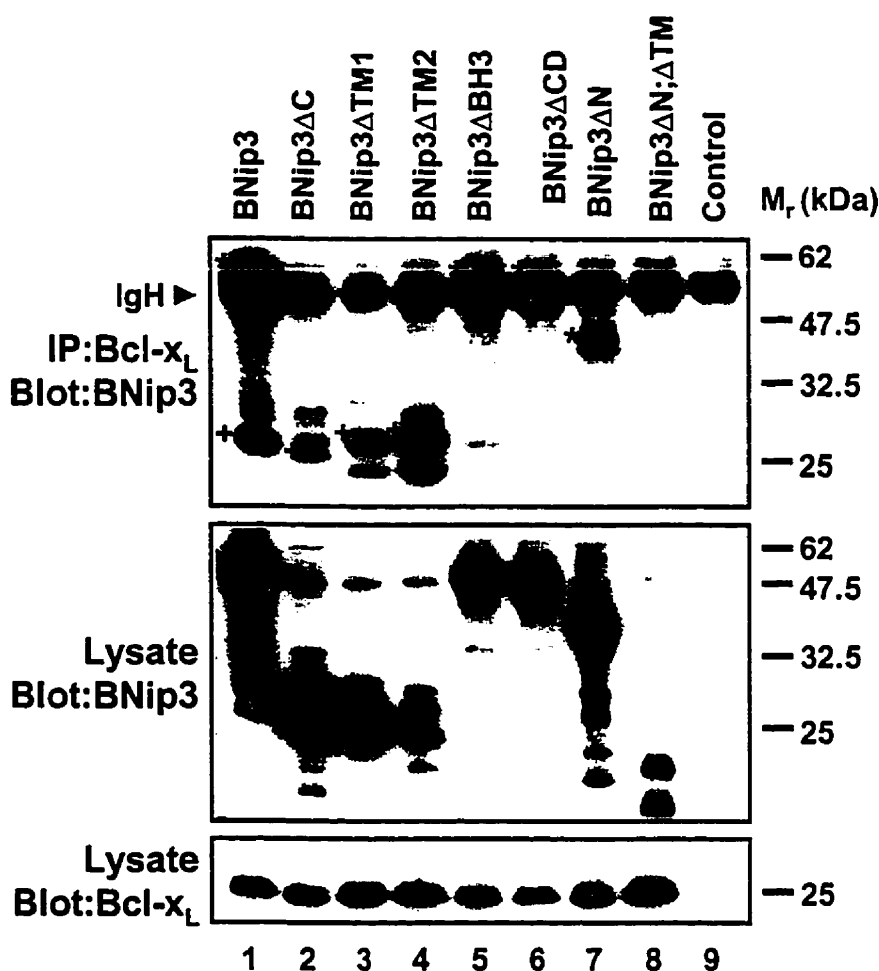 BNip3
BNip3ΔC
BNip3ΔTM1
BNip3ΔTM2
BNip3ΔBH3
BNip3ΔCD
BNip3ΔN
BNip3ΔN;ΔTM
Control
Mr (kDa)
IgH
IP:Bcl-xL
Blot:BNip3
+
+
+
*
62
47.5
32.5
25
Lysate
Blot:BNip3
62
47.5
32.5
25
Lysate
Blot:Bcl-xL
25
1 2 3 4 5 6 7 8 9